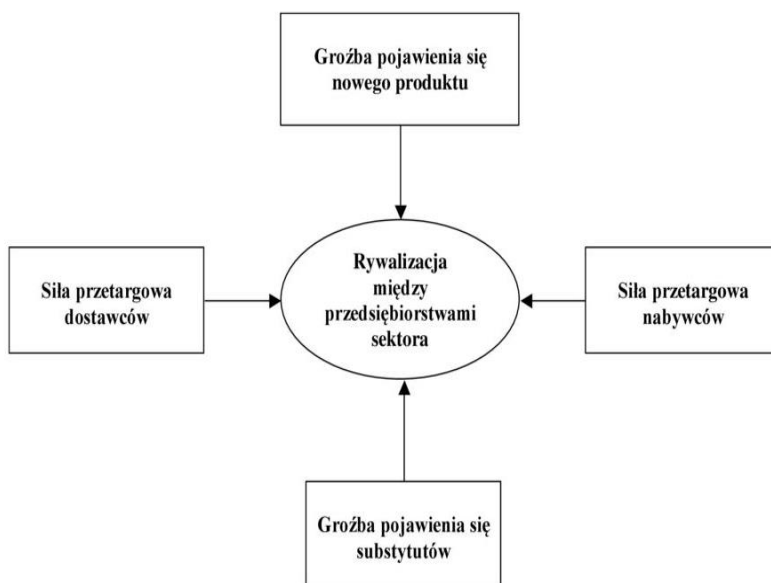 Groźba pojawienia się
nowego produktu
Siła przetargowa
dostawców
Rywalizacja
między
przedsiębiorstwami
sektora
Siła przetargowa
nabywców
Groźba pojawienia się
substytutów